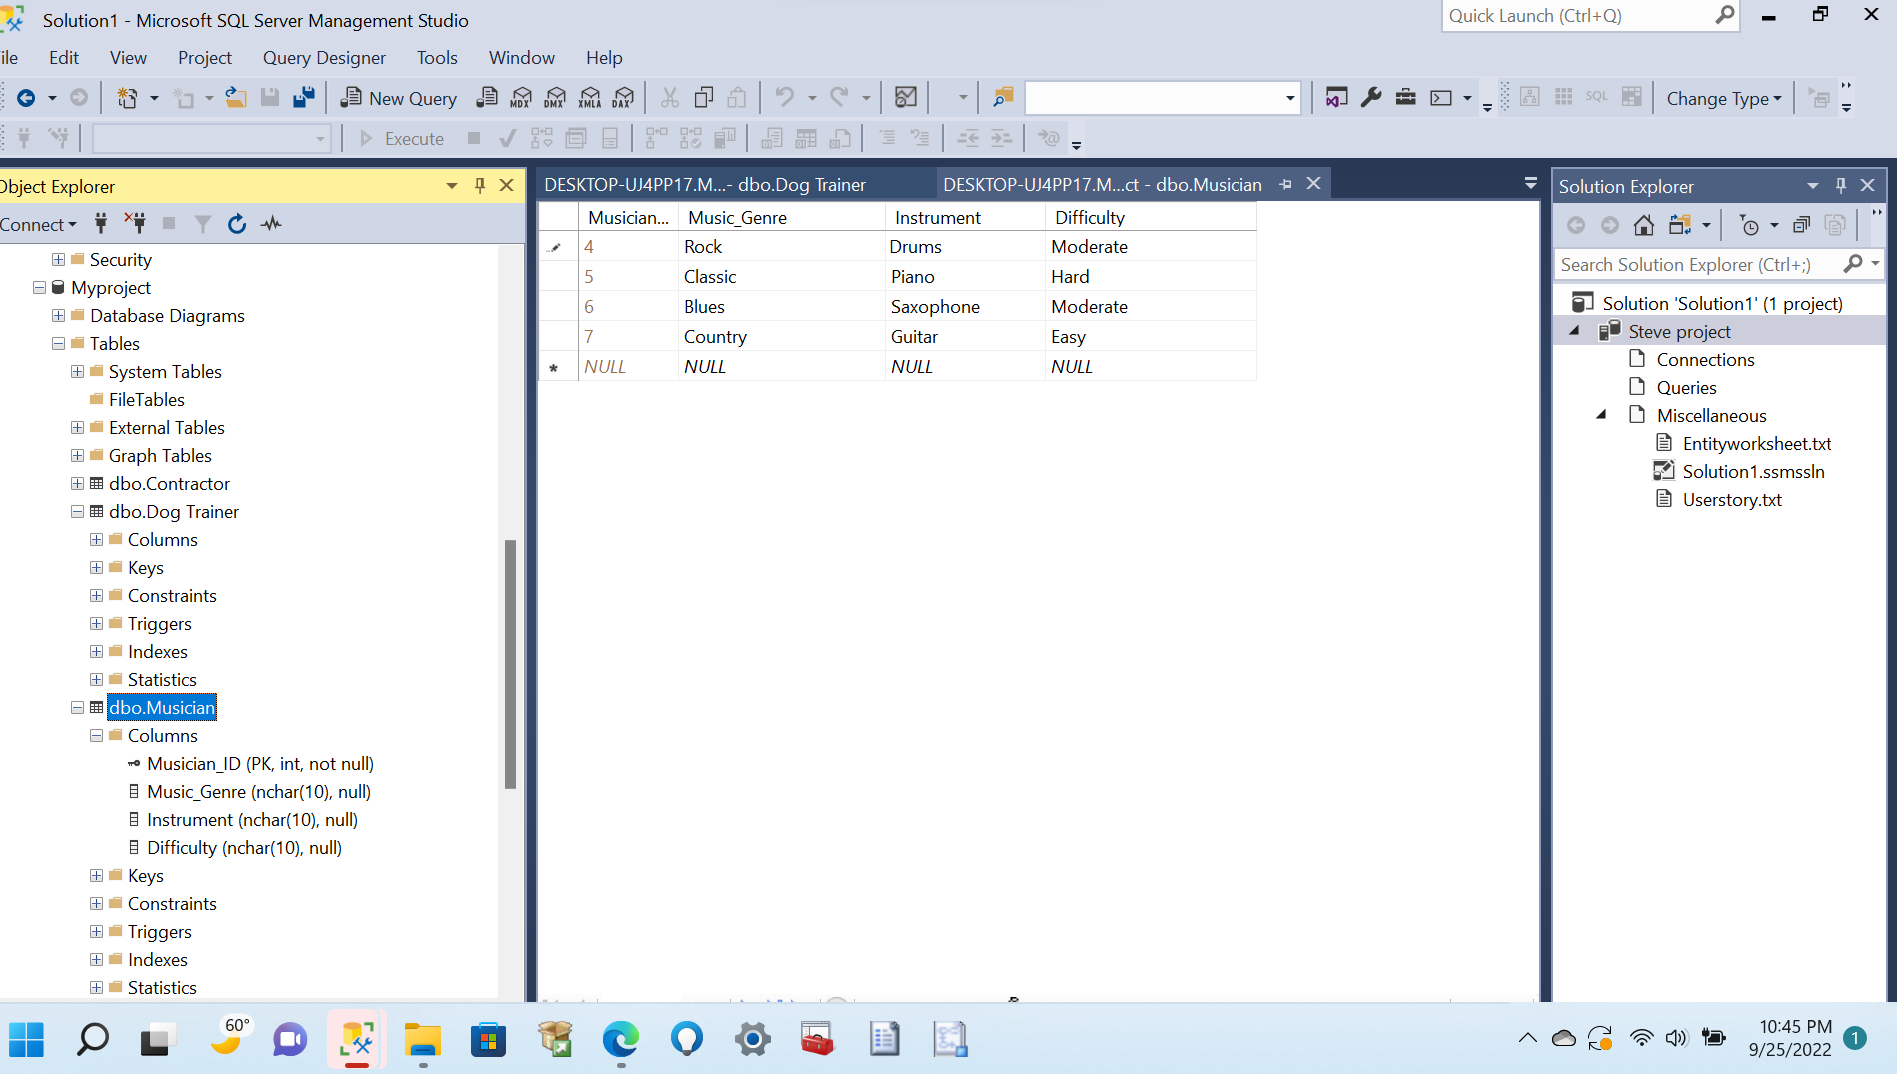 Solution1 - Microsoft SQL Server Management Studio
Quick Launch (Ctrl+Q)
ile Edit View Project Query Designer Tools Window Help
New Query MDX DMX XMLA DAX SQL Change Type
Execute
Object Explorer
Connect
Security
Myproject
Database Diagrams
Tables
System Tables
FileTables
External Tables
Graph Tables
dbo.Contractor
dbo.Dog Trainer
Columns
Keys
Constraints
Triggers
Indexes
Statistics
dbo.Musician
Columns
Musician_ID (PK, int, not null)
Music_Genre (nchar(10), null)
Instrument (nchar(10), null)
Difficulty (nchar(10), null)
Keys
Constraints
Triggers
Indexes
Statistics
DESKTOP-UJ4PP17.M...- dbo.Dog Trainer
DESKTOP-UJ4PP17.M...ct - dbo.Musician
Musician... Music_Genre Instrument Difficulty
4 Rock Drums Moderate
5 Classic Piano Hard
6 Blues Saxophone Moderate
7 Country Guitar Easy
NULL NULL NULL NULL
Solution Explorer
Search Solution Explorer (Ctrl+;)
Solution 'Solution1' (1 project)
Steve project
Connections
Queries
Miscellaneous
Entityworksheet.txt
Solution1.ssmssln
Userstory.txt
60°
10:45 PM
9/25/2022
1